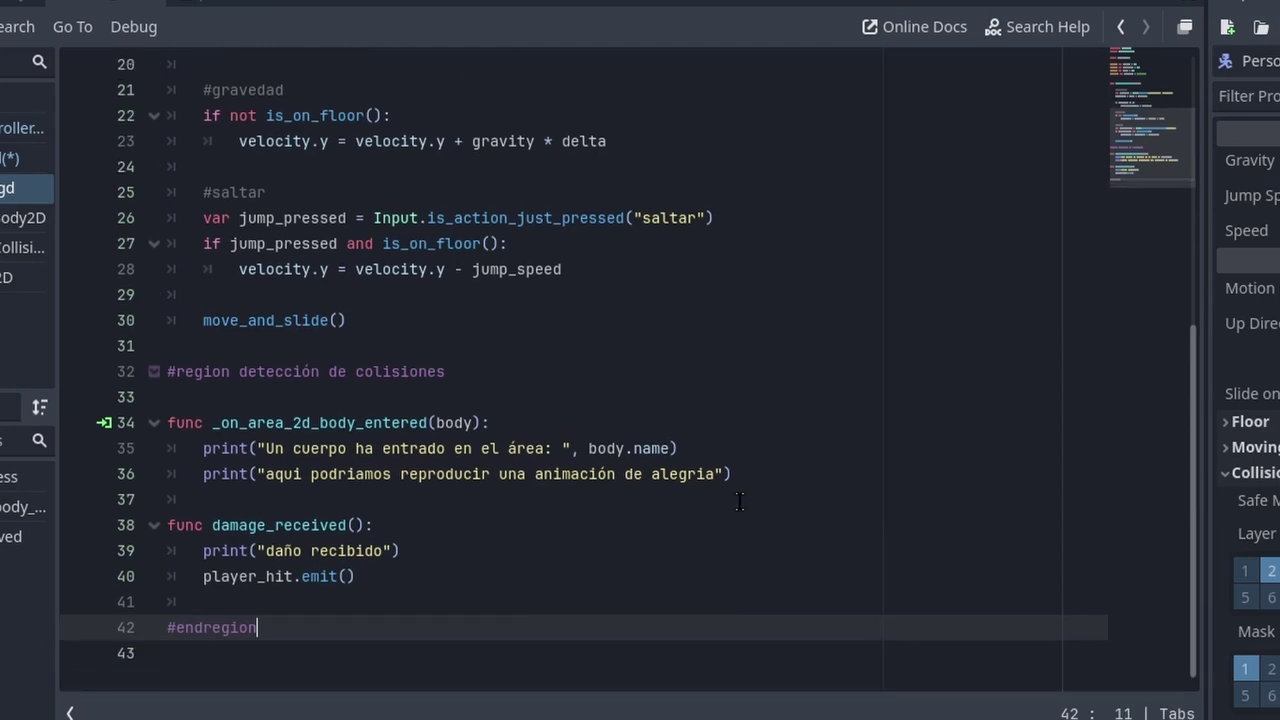 earch Go To Debug Online Docs Search Help
20
21 #gravedad
22 if not is_on_floor():
23 velocity.y = velocity.y + gravity * delta
24
25 #saltar
26 var jump_pressed = Input.is_action_just_pressed("saltar")
27 if jump_pressed and is_on_floor():
28 velocity.y = velocity.y - jump_speed
29
30 move_and_slide()
31
32 #region detección de colisiones
33
34 func _on_area_2d_body_entered(body):
35 print("Un cuerpo ha entrado en el área: ", body.name)
36 print("aqui podriamos reproducir una animación de alegria")
37
38 func damage_received():
39 print("daño recibido")
40 player_hit.emit()
41
42 #endregion
43
42 : 11 | Tabs
roller...
(*)
gd
ody2D
ollisi...
2D
s
ess
body_...
ved
Perso
Filter Pro
Gravity
Jump Sp
Speed
Motion
Up Direc
Slide on
Floor
Moving
Collisio
Safe M
Layer
1 2
5 6
Mask
1 2
5 6